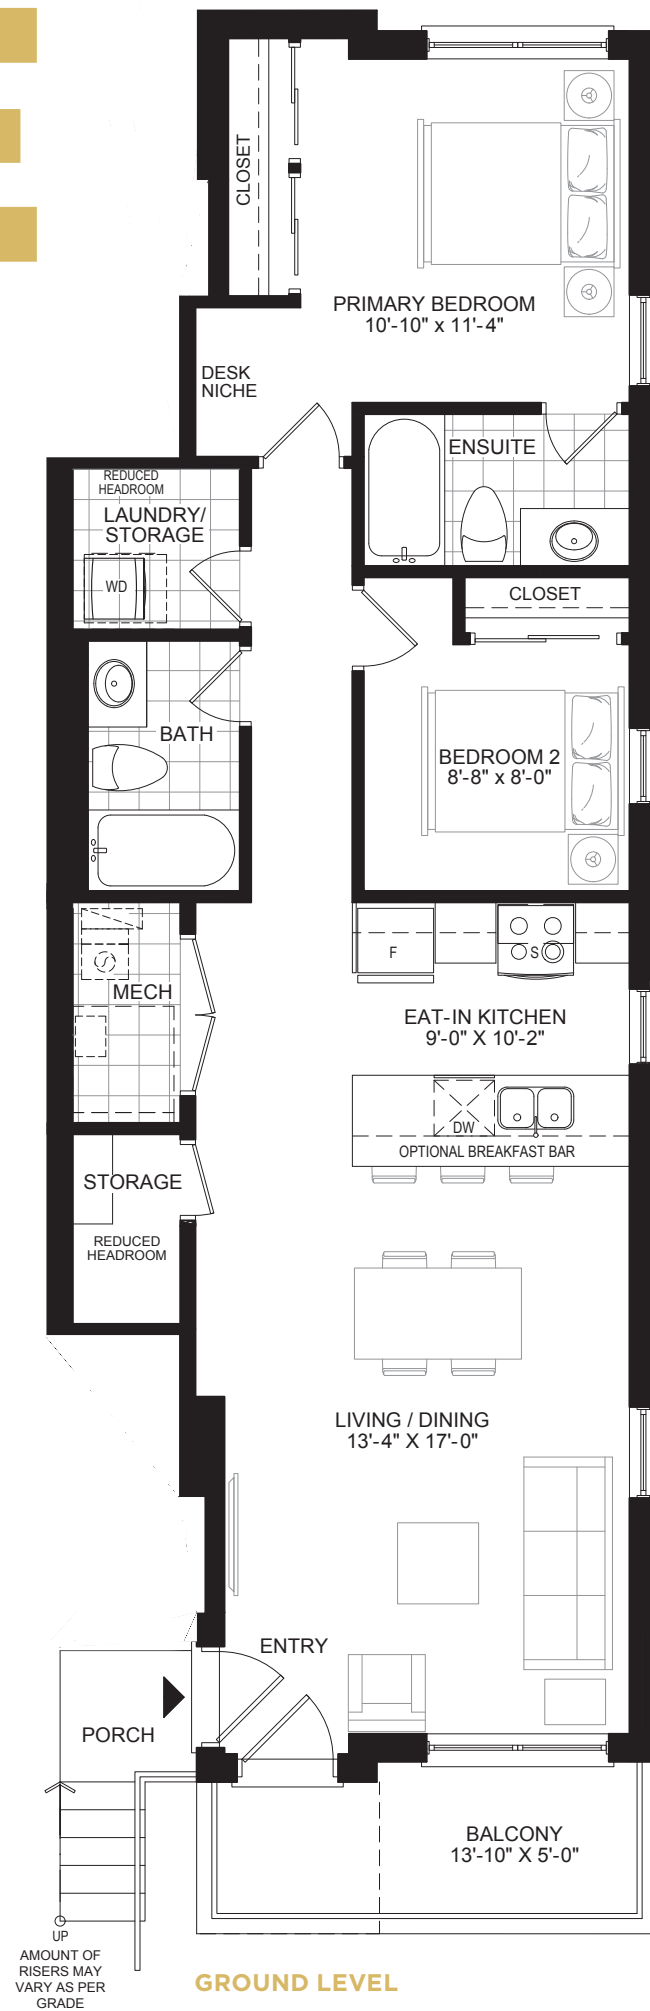 CLOSET
PRIMARY BEDROOM
10'-10" x 11'-4"
DESK
NICHE
ENSUITE
REDUCED
HEADROOM
LAUNDRY/
STORAGE
WD
CLOSET
BATH
BEDROOM 2
8'-8" x 8'-0"
F
S
MECH
EAT-IN KITCHEN
9'-0" X 10'-2"
DW
OPTIONAL BREAKFAST BAR
STORAGE
REDUCED
HEADROOM
LIVING / DINING
13'-4" X 17'-0"
ENTRY
PORCH
BALCONY
13'-10" X 5'-0"
UP
AMOUNT OF
RISERS MAY
VARY AS PER
GRADE
GROUND LEVEL